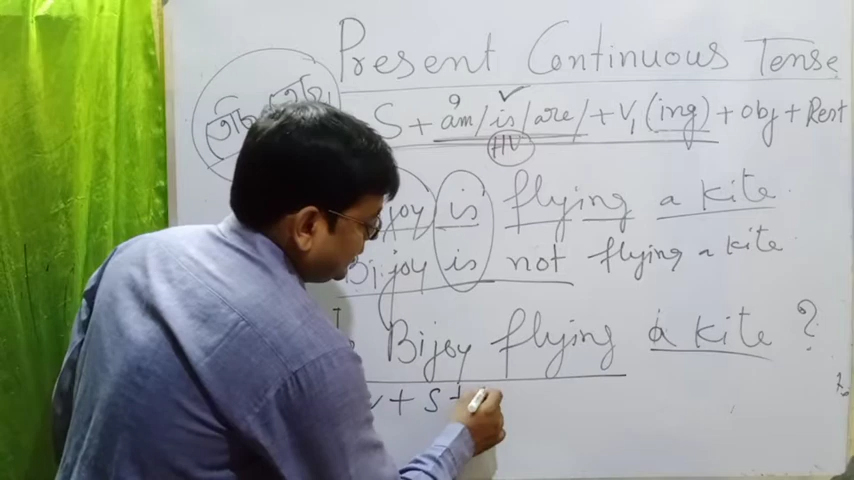 Present Continuous Tense
S + am/is/are/ + V1 (ing) + obj + Rest
HV
joy is flying a kite.
Bijoy is not flying a kite
Bijoy flying a kite ?
+ S +